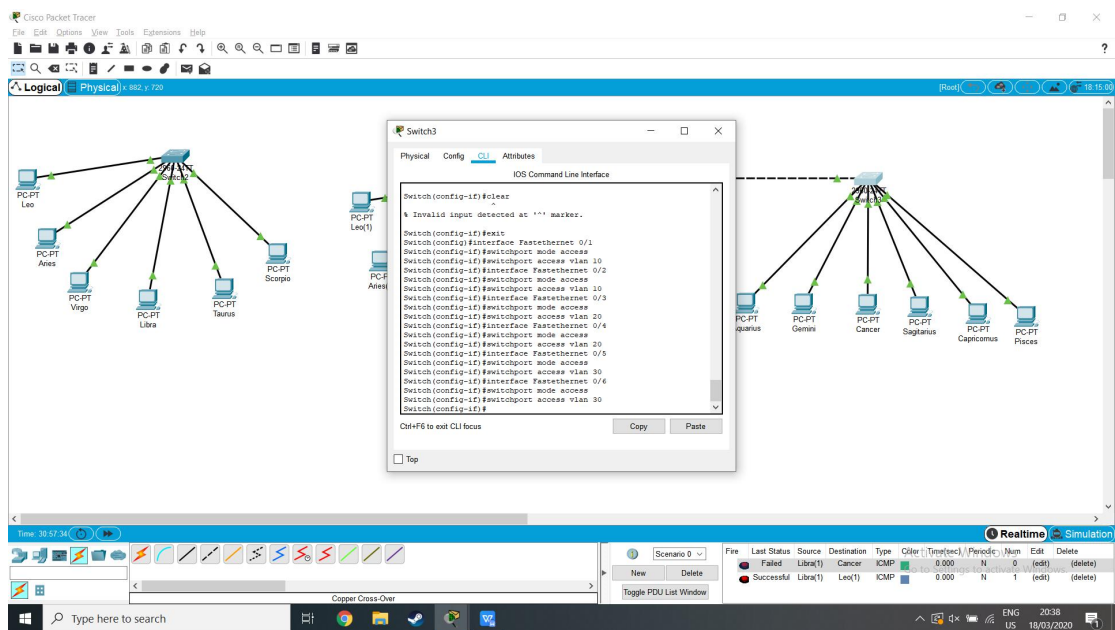 Cisco Packet Tracer
File Edit Options View Tools Extensions Help
?
Logical Physical x: 882, y: 720
[Root] 18:15:00
2960-24TT
Switch2
PC-PT
Leo
PC-PT
Aries
PC-PT
Virgo
PC-PT
Libra
PC-PT
Taurus
PC-PT
Scorpio
PC-PT
Leo(1)
Switch3
Physical Config CLI Attributes
IOS Command Line Interface
Switch(config-if)#clear
^
% Invalid input detected at '^' marker.
Switch(config-if)#exit
Switch(config)#interface Fastethernet 0/1
Switch(config-if)#switchport mode access
Switch(config-if)#switchport access vlan 10
Switch(config-if)#interface Fastethernet 0/2
Switch(config-if)#switchport mode access
Switch(config-if)#switchport access vlan 10
Switch(config-if)#interface Fastethernet 0/3
Switch(config-if)#switchport mode access
Switch(config-if)#switchport access vlan 20
Switch(config-if)#interface Fastethernet 0/4
Switch(config-if)#switchport mode access
Switch(config-if)#switchport access vlan 20
Switch(config-if)#interface Fastethernet 0/5
Switch(config-if)#switchport mode access
Switch(config-if)#switchport access vlan 30
Switch(config-if)#interface Fastethernet 0/6
Switch(config-if)#switchport mode access
Switch(config-if)#switchport access vlan 30
Switch(config-if)#
Ctrl+F6 to exit CLI focus Copy Paste
Top
Switch3
PC-PT
quarius
PC-PT
Gemini
PC-PT
Cancer
PC-PT
Sagitarius
PC-PT
Capricornus
PC-PT
Pisces
Time: 30:57:34 Realtime Simulation
Scenario 0
New Delete
Toggle PDU List Window
Fire Last Status Source Destination Type Color Time(sec) Periodic Num Edit Delete
Failed Libra(1) Cancer ICMP 0.000 N 0 (edit) (delete)
Successful Libra(1) Leo(1) ICMP 0.000 N 1 (edit) (delete)
Activate Windows
Go to Settings to activate Windows.
Copper Cross-Over
Type here to search
ENG
US
20:38
18/03/2020